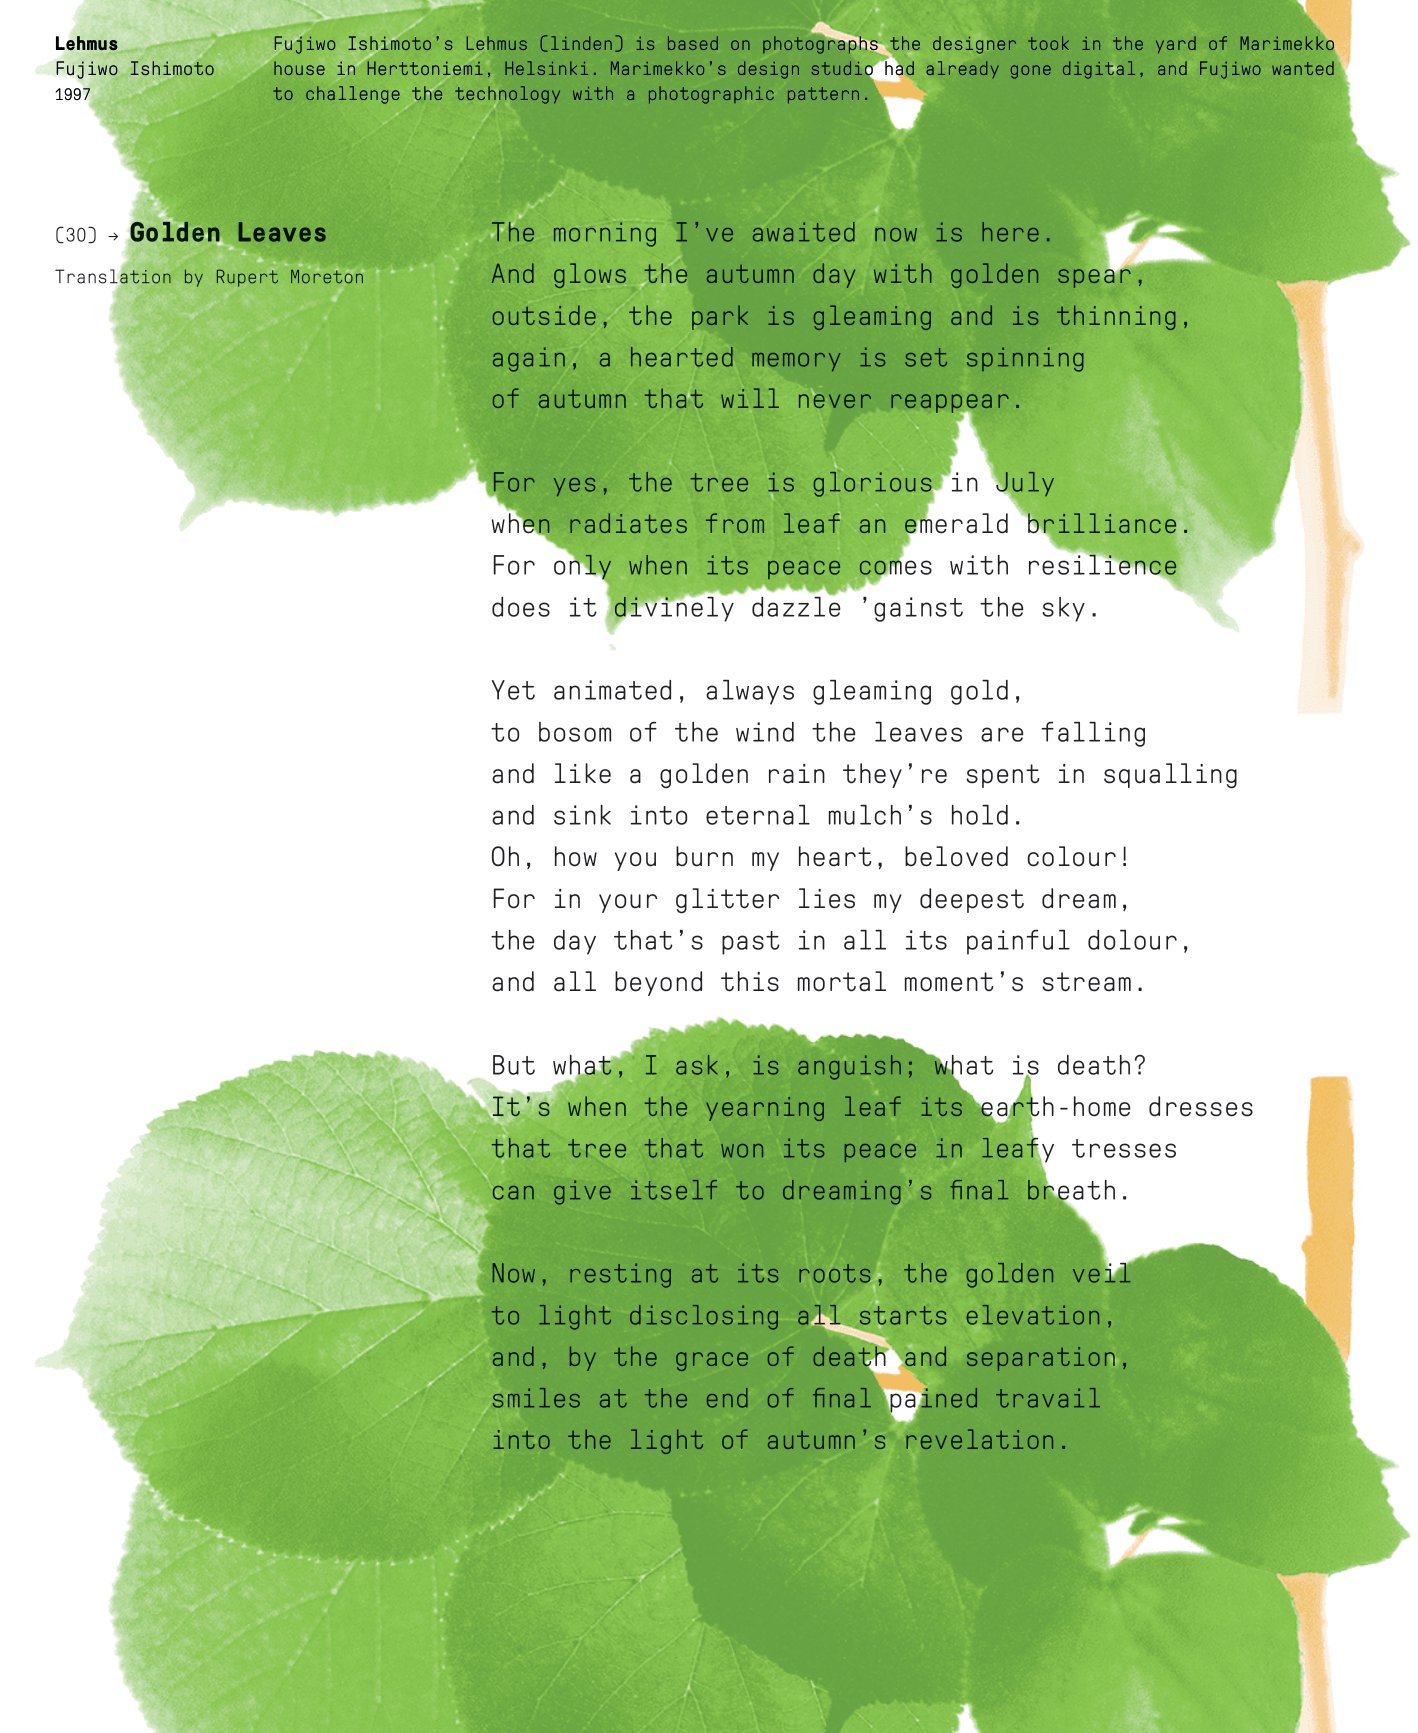 Lehmus
Fujiwo Ishimoto
1997
Fujiwo Ishimoto’s Lehmus (linden) is based on photographs the designer took in the yard of Marimekko
house in Herttoniemi, Helsinki. Marimekko’s design studio had already gone digital, and Fujiwo wanted
to challenge the technology with a photographic pattern.
(30) → Golden Leaves
Translation by Rupert Moreton
The morning I’ve awaited now is here.
And glows the autumn day with golden spear,
outside, the park is gleaming and is thinning,
again, a hearted memory is set spinning
of autumn that will never reappear.
For yes, the tree is glorious in July
when radiates from leaf an emerald brilliance.
For only when its peace comes with resilience
does it divinely dazzle ’gainst the sky.
Yet animated, always gleaming gold,
to bosom of the wind the leaves are falling
and like a golden rain they’re spent in squalling
and sink into eternal mulch’s hold.
Oh, how you burn my heart, beloved colour!
For in your glitter lies my deepest dream,
the day that’s past in all its painful dolour,
and all beyond this mortal moment’s stream.
But what, I ask, is anguish; what is death?
It’s when the yearning leaf its earth-home dresses
that tree that won its peace in leafy tresses
can give itself to dreaming’s final breath.
Now, resting at its roots, the golden veil
to light disclosing all starts elevation,
and, by the grace of death and separation,
smiles at the end of final pained travail
into the light of autumn’s revelation.